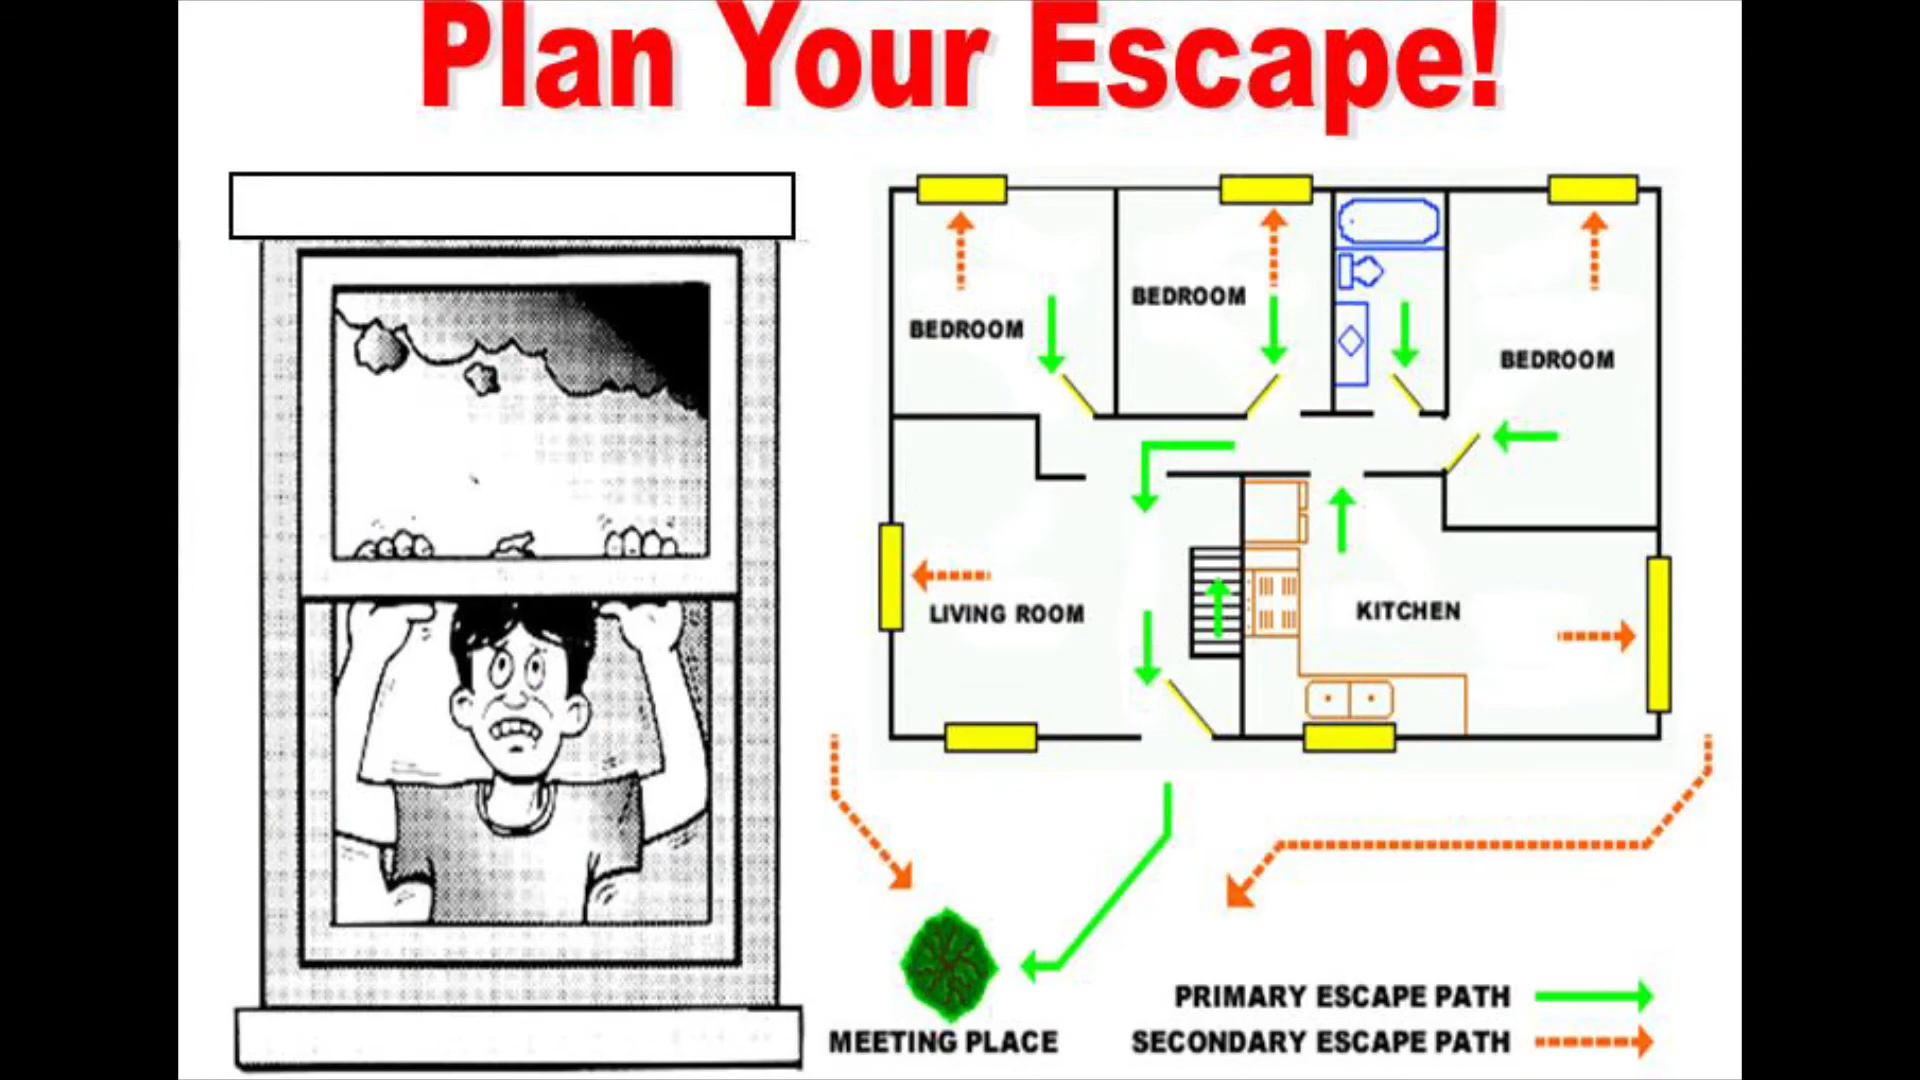 Plan Your Escape!
BEDROOM
BEDROOM
BEDROOM
LIVING ROOM
KITCHEN
MEETING PLACE
PRIMARY ESCAPE PATH
SECONDARY ESCAPE PATH